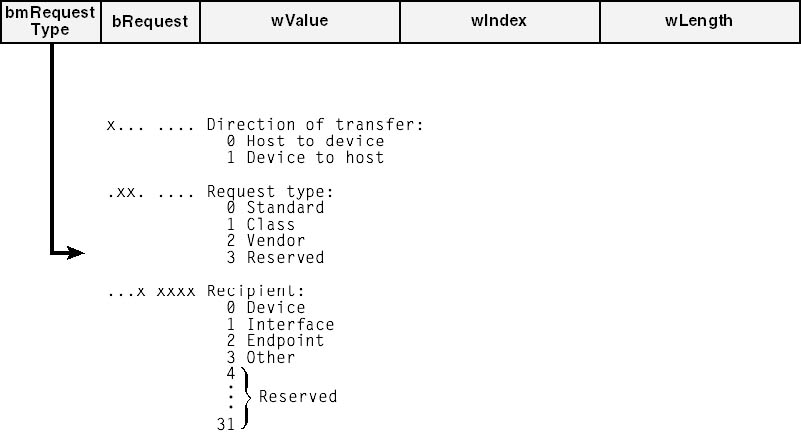 bmRequest Type bRequest wValue wIndex wLength
x... .... Direction of transfer:
0 Host to device
1 Device to host
.xx. .... Request type:
0 Standard
1 Class
2 Vendor
3 Reserved
...x xxxx Recipient:
0 Device
1 Interface
2 Endpoint
3 Other
4
.
. Reserved
.
31